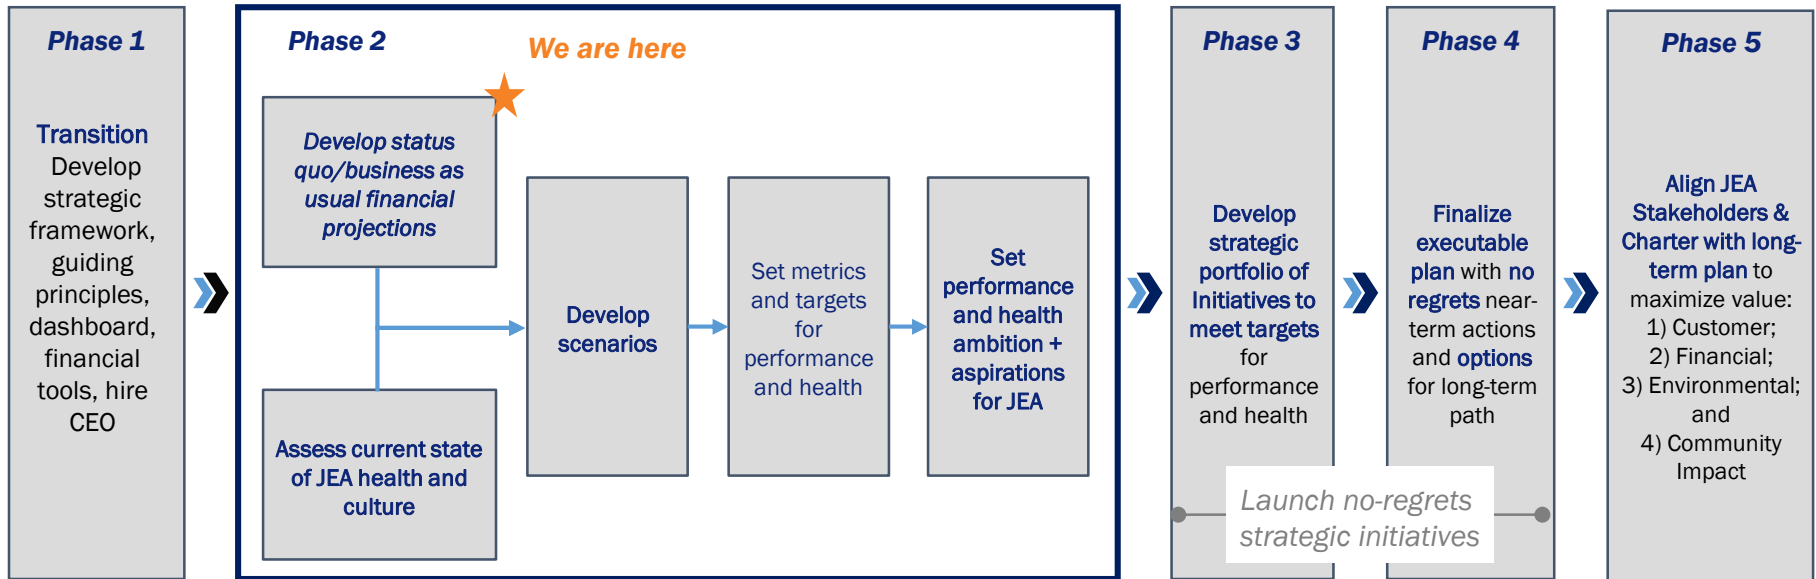 Phase 1
Transition
Develop
strategic
framework,
guiding
principles,
dashboard,
financial
tools, hire
CEO
Phase 2
We are here
Develop status
quo/business as
usual financial
projections
Assess current state
of JEA health and
culture
Develop
scenarios
Set metrics
and targets
for
performance
and health
Set
performance
and health
ambition +
aspirations
for JEA
Phase 3
Develop
strategic
portfolio of
Initiatives to
meet targets
for
performance
and health
Phase 4
Finalize
executable
plan with no
regrets near-
term actions
and options
for long-term
path
Launch no-regrets
strategic initiatives
Phase 5
Align JEA
Stakeholders &
Charter with long-
term plan to
maximize value:
1) Customer;
2) Financial;
3) Environmental;
and
4) Community
Impact